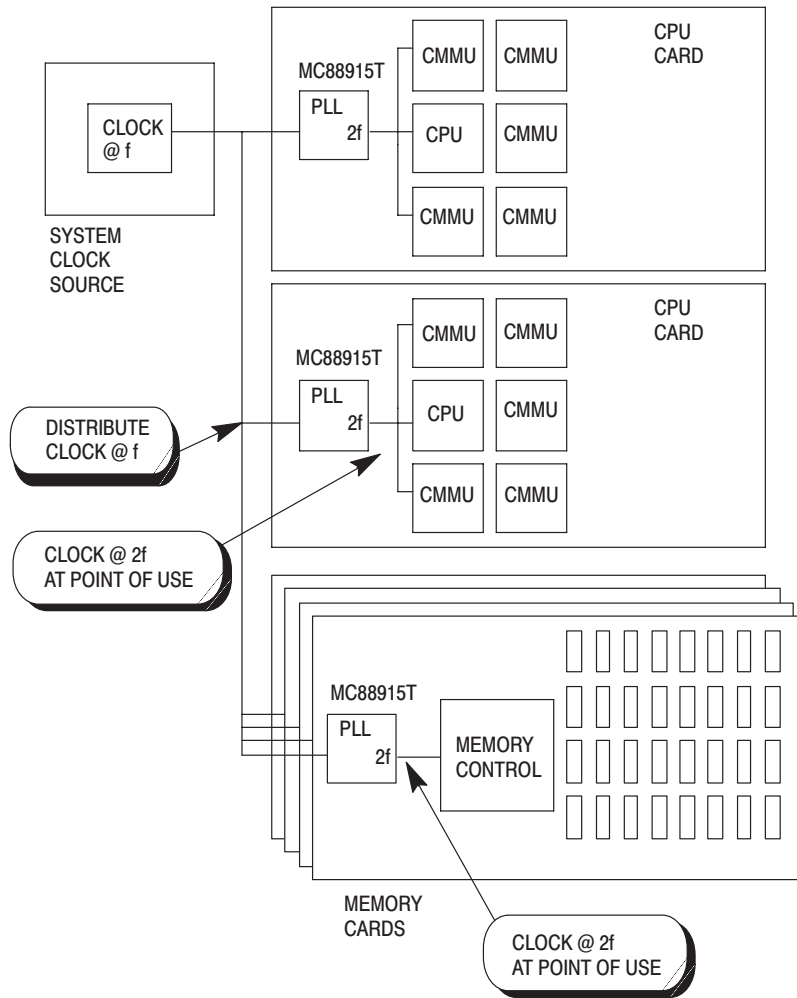 CPU
CARD
CMMU
CMMU
MC88915T
PLL
2f
CLOCK
@ f
CPU
CMMU
CMMU
CMMU
SYSTEM
CLOCK
SOURCE
CPU
CARD
CMMU
CMMU
MC88915T
PLL
2f
CPU
CMMU
DISTRIBUTE
CLOCK @ f
CMMU
CMMU
CLOCK @ 2f
AT POINT OF USE
MC88915T
PLL
2f
MEMORY
CONTROL
MEMORY
CARDS
CLOCK @ 2f
AT POINT OF USE